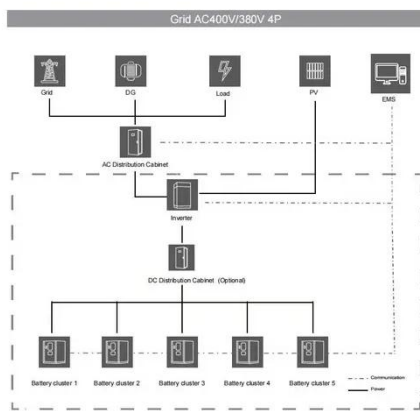 Grid AC400V/380V 4P
Grid
DG
Load
PV
EMS
AC Distribution Cabinet
Inverter
DC Distribution Cabinet (Optional)
Battery cluster 1
Battery cluster 2
Battery cluster 3
Battery cluster 4
Battery cluster 5
Communication
Power